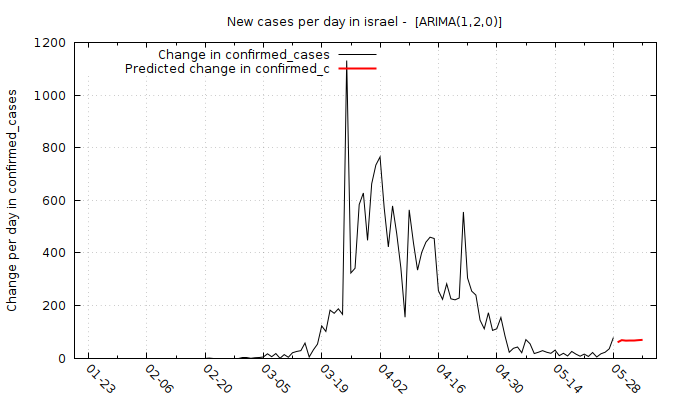 New cases per day in israel -  [ARIMA(1,2,0)]
Change in confirmed_cases
Predicted change in confirmed_c
Change per day in confirmed_cases
1200
1000
800
600
400
200
0
01-23 02-06 02-20 03-05 03-19 04-02 04-16 04-30 05-14 05-28